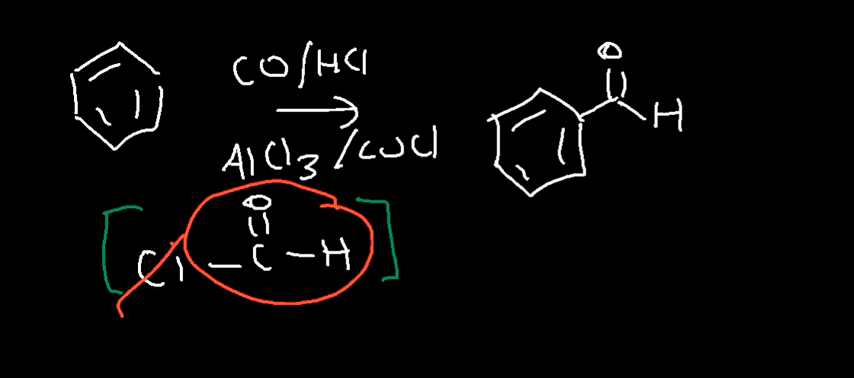 CO/HCl
AlCl3/CuCl
O
C H
O
Cl - C - H